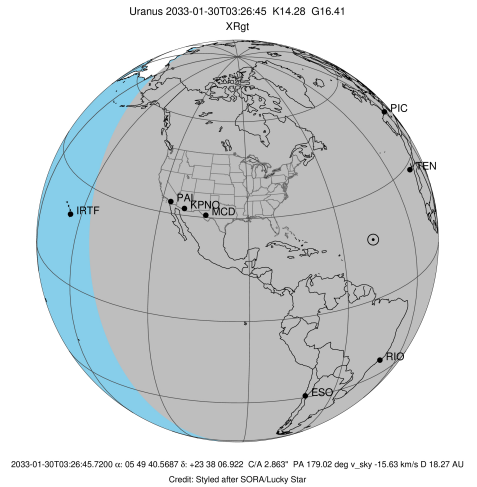 Uranus 2033-01-30T03:26:45 K14.28 G16.41
XRgt
PIC
TEN
PAL
KPNO
IRTF
MCD
RIO
ESO
2033-01-30T03:26:45.7200 α: 05 49 40.5687 δ: +23 38 06.922 C/A 2.863" PA 179.02 deg v_sky -15.63 km/s D 18.27 AU
Credit: Styled after SORA/Lucky Star